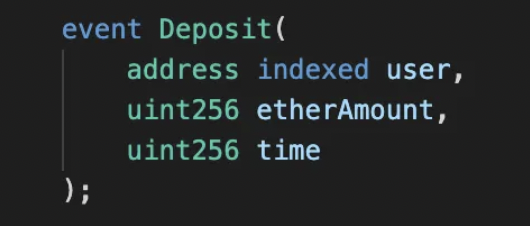 event Deposit(
    address indexed user,
    uint256 etherAmount,
    uint256 time
);